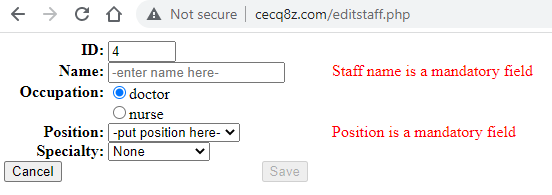 Not secure | cecq8z.com/editstaff.php
ID: 4
Name: -enter name here- Staff name is a mandatory field
Occupation: doctor
nurse
Position: -put position here- Position is a mandatory field
Specialty: None
Cancel Save